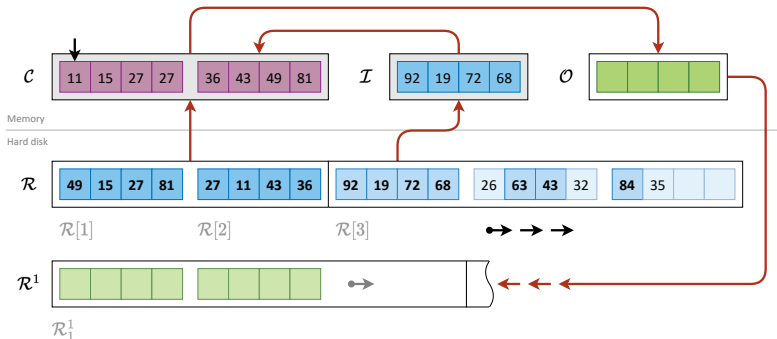 C 11 15 27 27 36 43 49 81 I 92 19 72 68 O
Memory
Hard disk
R 49 15 27 81 27 11 43 36 92 19 72 68 26 63 43 32 84 35
R[1] R[2] R[3]
R¹
R¹₁